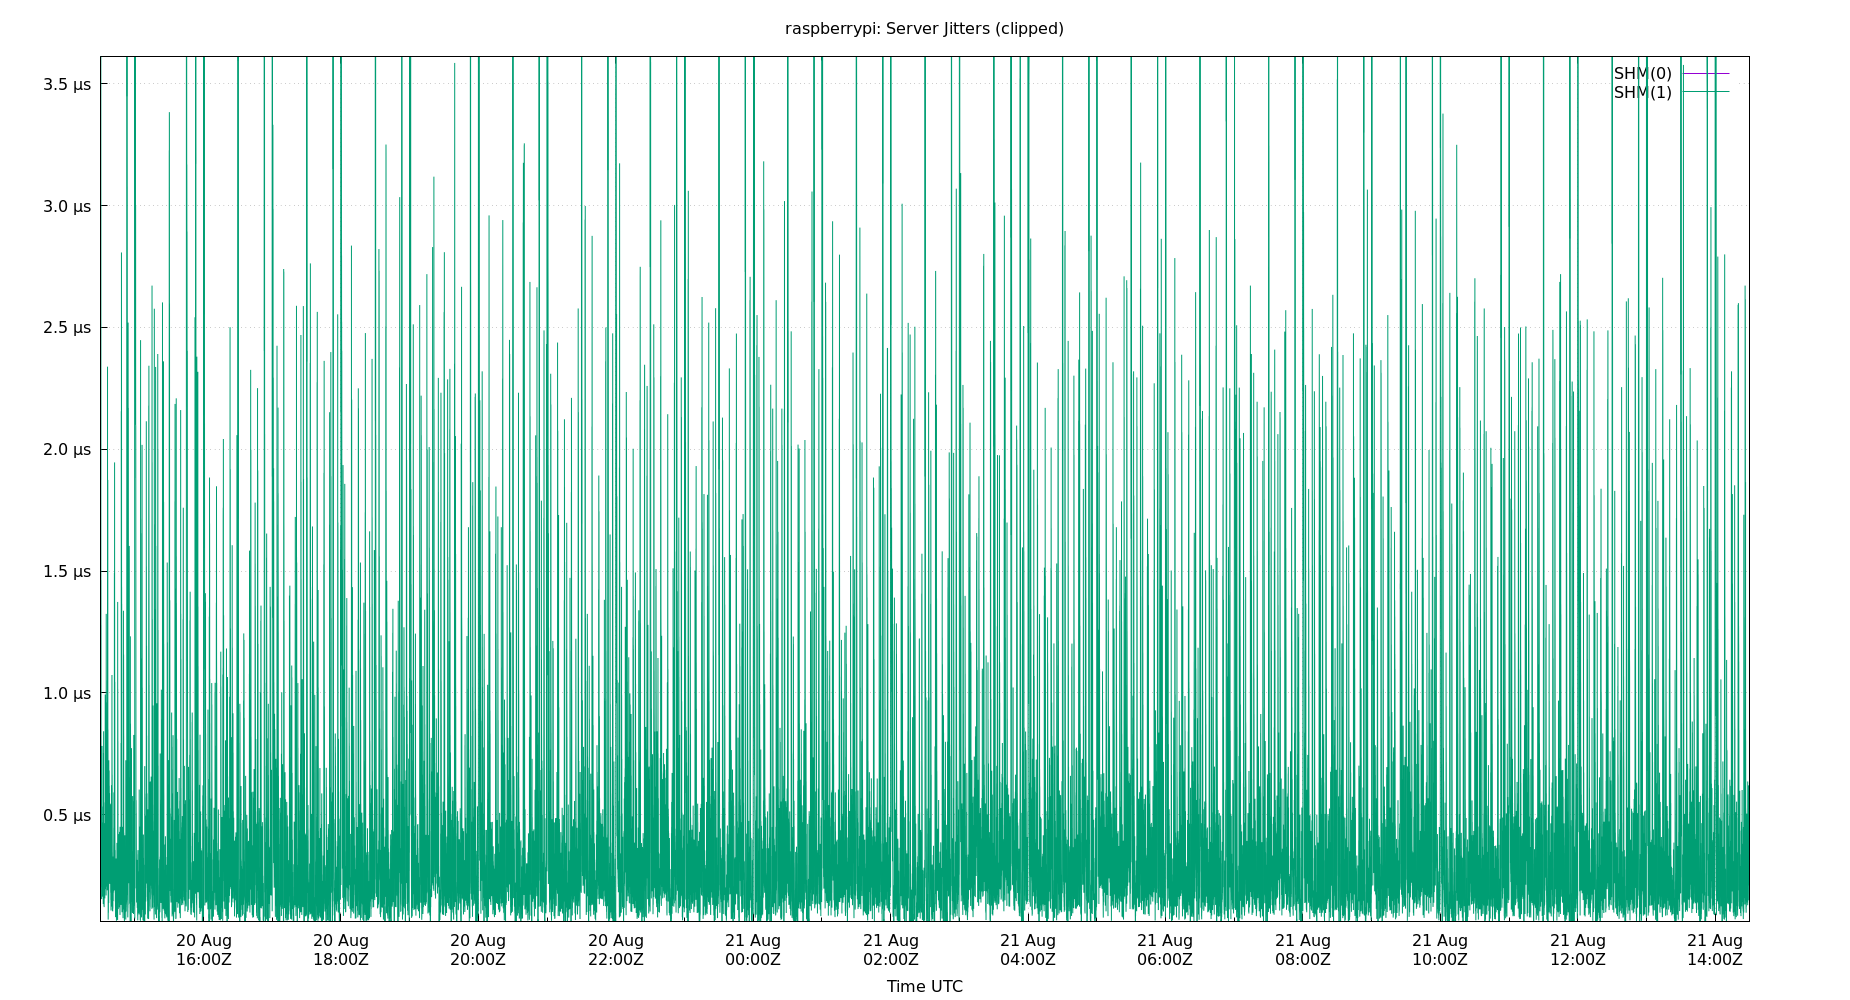 raspberrypi: Server Jitters (clipped)
SHM(0)
SHM(1)
3.5 µs
3.0 µs
2.5 µs
2.0 µs
1.5 µs
1.0 µs
0.5 µs
20 Aug 20 Aug 20 Aug 20 Aug 21 Aug 21 Aug 21 Aug 21 Aug 21 Aug 21 Aug 21 Aug 21 Aug
16:00Z 18:00Z 20:00Z 22:00Z 00:00Z 02:00Z 04:00Z 06:00Z 08:00Z 10:00Z 12:00Z 14:00Z
Time UTC